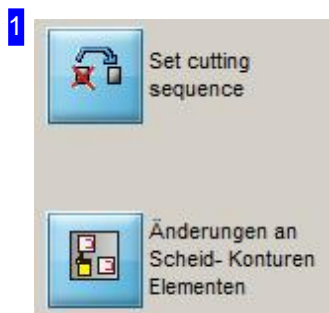 1
Set cutting
sequence
Änderungen an
Scheid- Konturen
Elementen